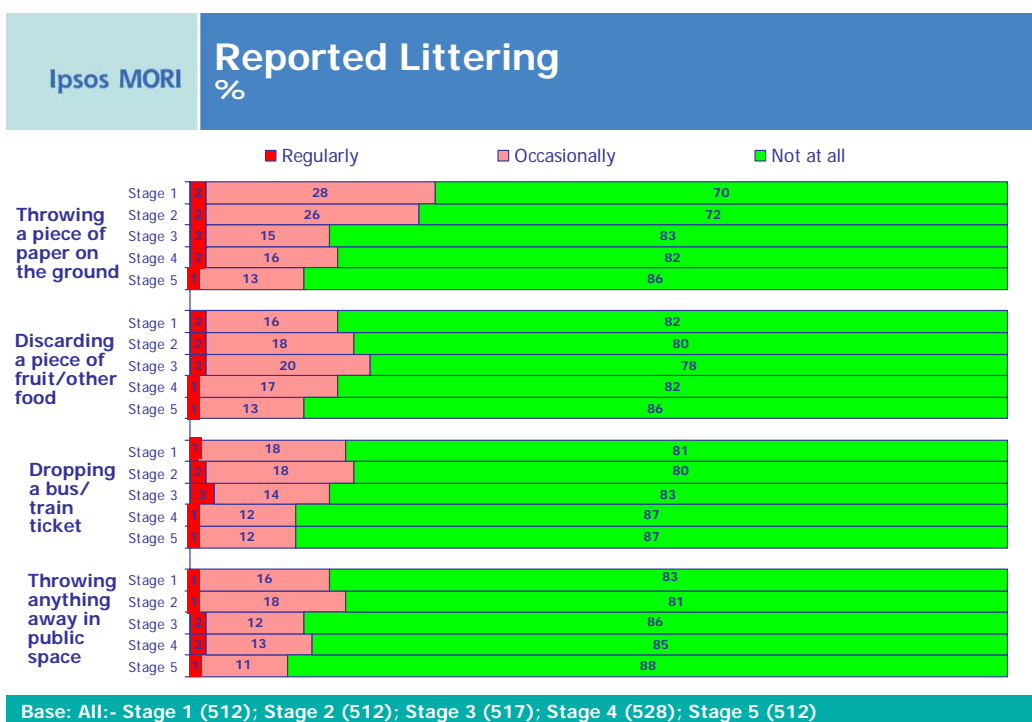 Ipsos MORI
Reported Littering
%
Regularly Occasionally Not at all
Throwing
a piece of
paper on
the ground
Stage 1 2 28 70
Stage 2 2 26 72
Stage 3 2 15 83
Stage 4 2 16 82
Stage 5 1 13 86
Discarding
a piece of
fruit/other
food
Stage 1 2 16 82
Stage 2 2 18 80
Stage 3 2 20 78
Stage 4 1 17 82
Stage 5 1 13 86
Dropping
a bus/
train
ticket
Stage 1 1 18 81
Stage 2 2 18 80
Stage 3 3 14 83
Stage 4 1 12 87
Stage 5 1 12 87
Throwing
anything
away in
public
space
Stage 1 1 16 83
Stage 2 1 18 81
Stage 3 2 12 86
Stage 4 2 13 85
Stage 5 1 11 88
Base: All:- Stage 1 (512); Stage 2 (512); Stage 3 (517); Stage 4 (528); Stage 5 (512)